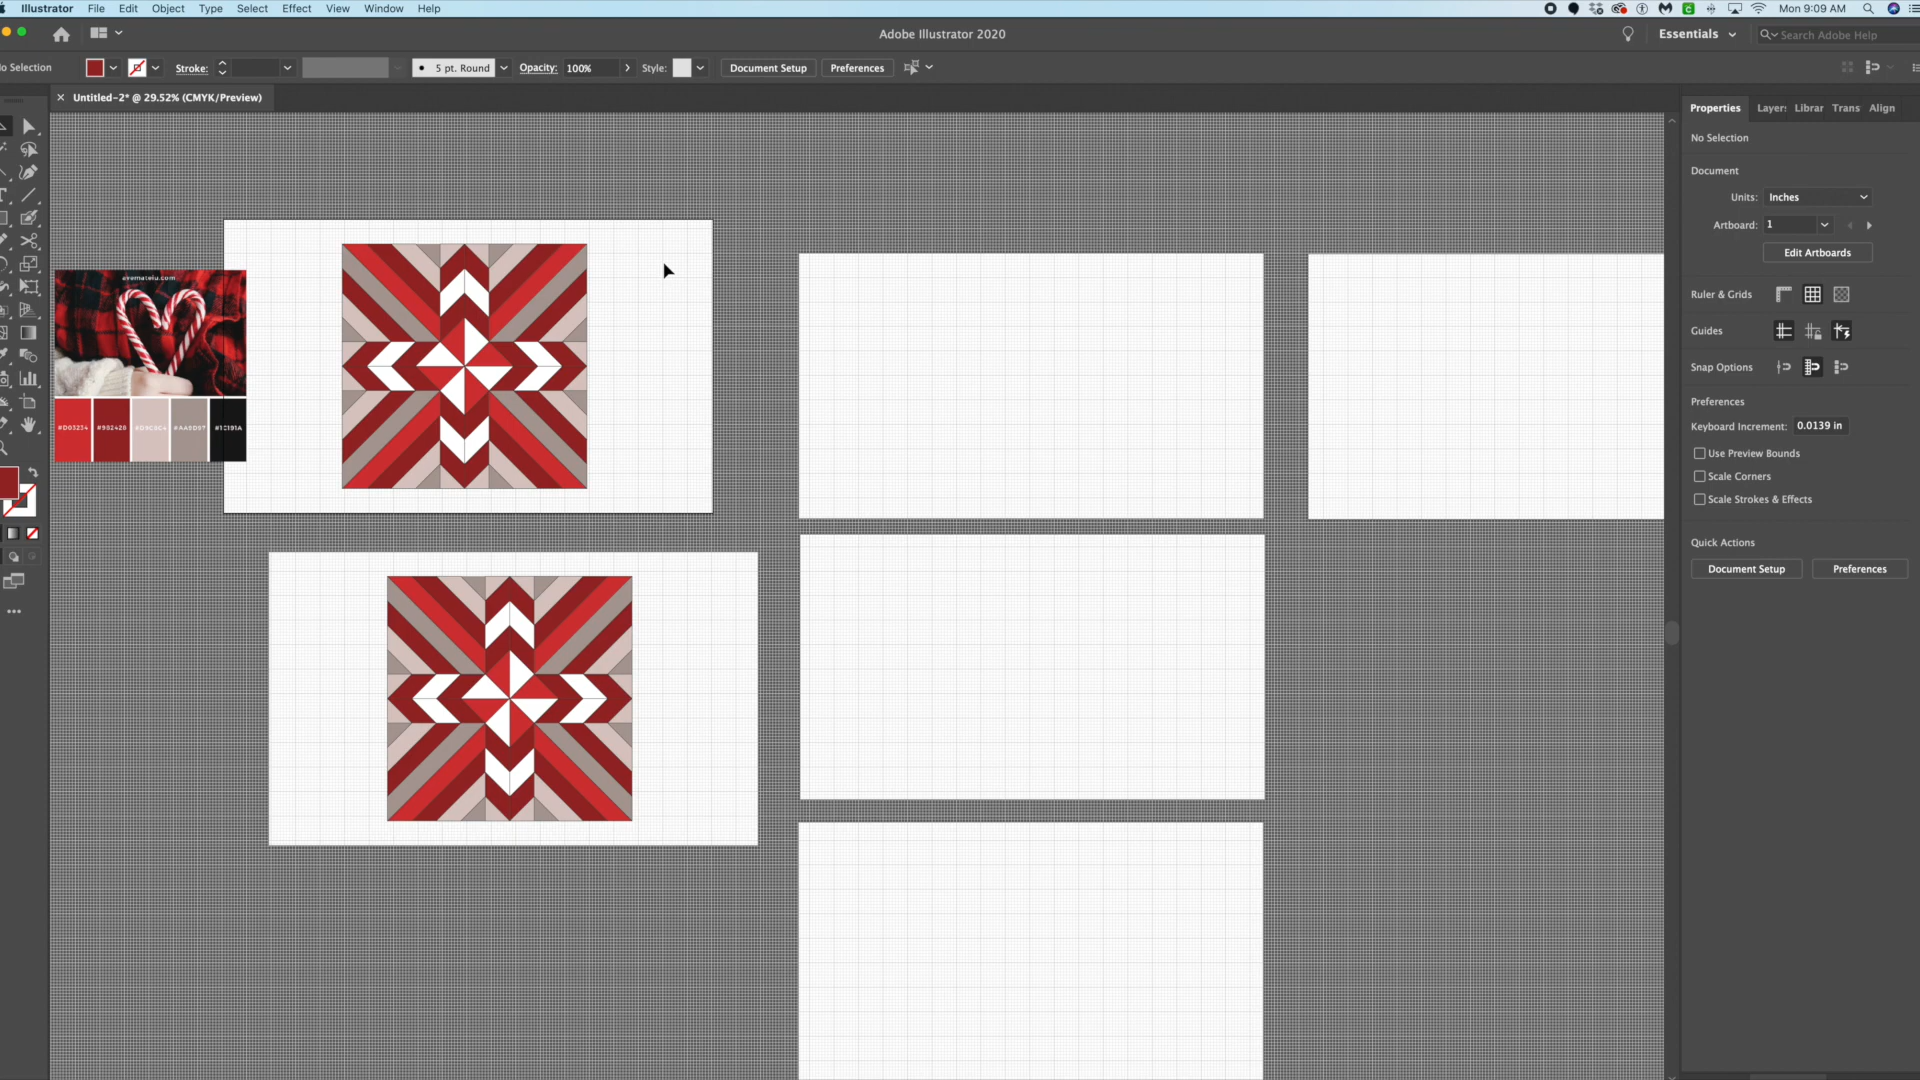 Illustrator File Edit Object Type Select Effect View Window Help Mon 9:09 AM
Adobe Illustrator 2020 Essentials Search Adobe Help
o Selection Stroke: 5 pt. Round Opacity: 100% Style: Document Setup Preferences
Untitled-2* @ 29.52% (CMYK/Preview)
Properties Layer: Librar Trans Align
No Selection
Document
Units: Inches
Artboard: 1
Edit Artboards
Ruler & Grids
Guides
Snap Options
Preferences
Keyboard Increment: 0.0139 in
Use Preview Bounds
Scale Corners
Scale Strokes & Effects
Quick Actions
Document Setup Preferences
avemateiu.com